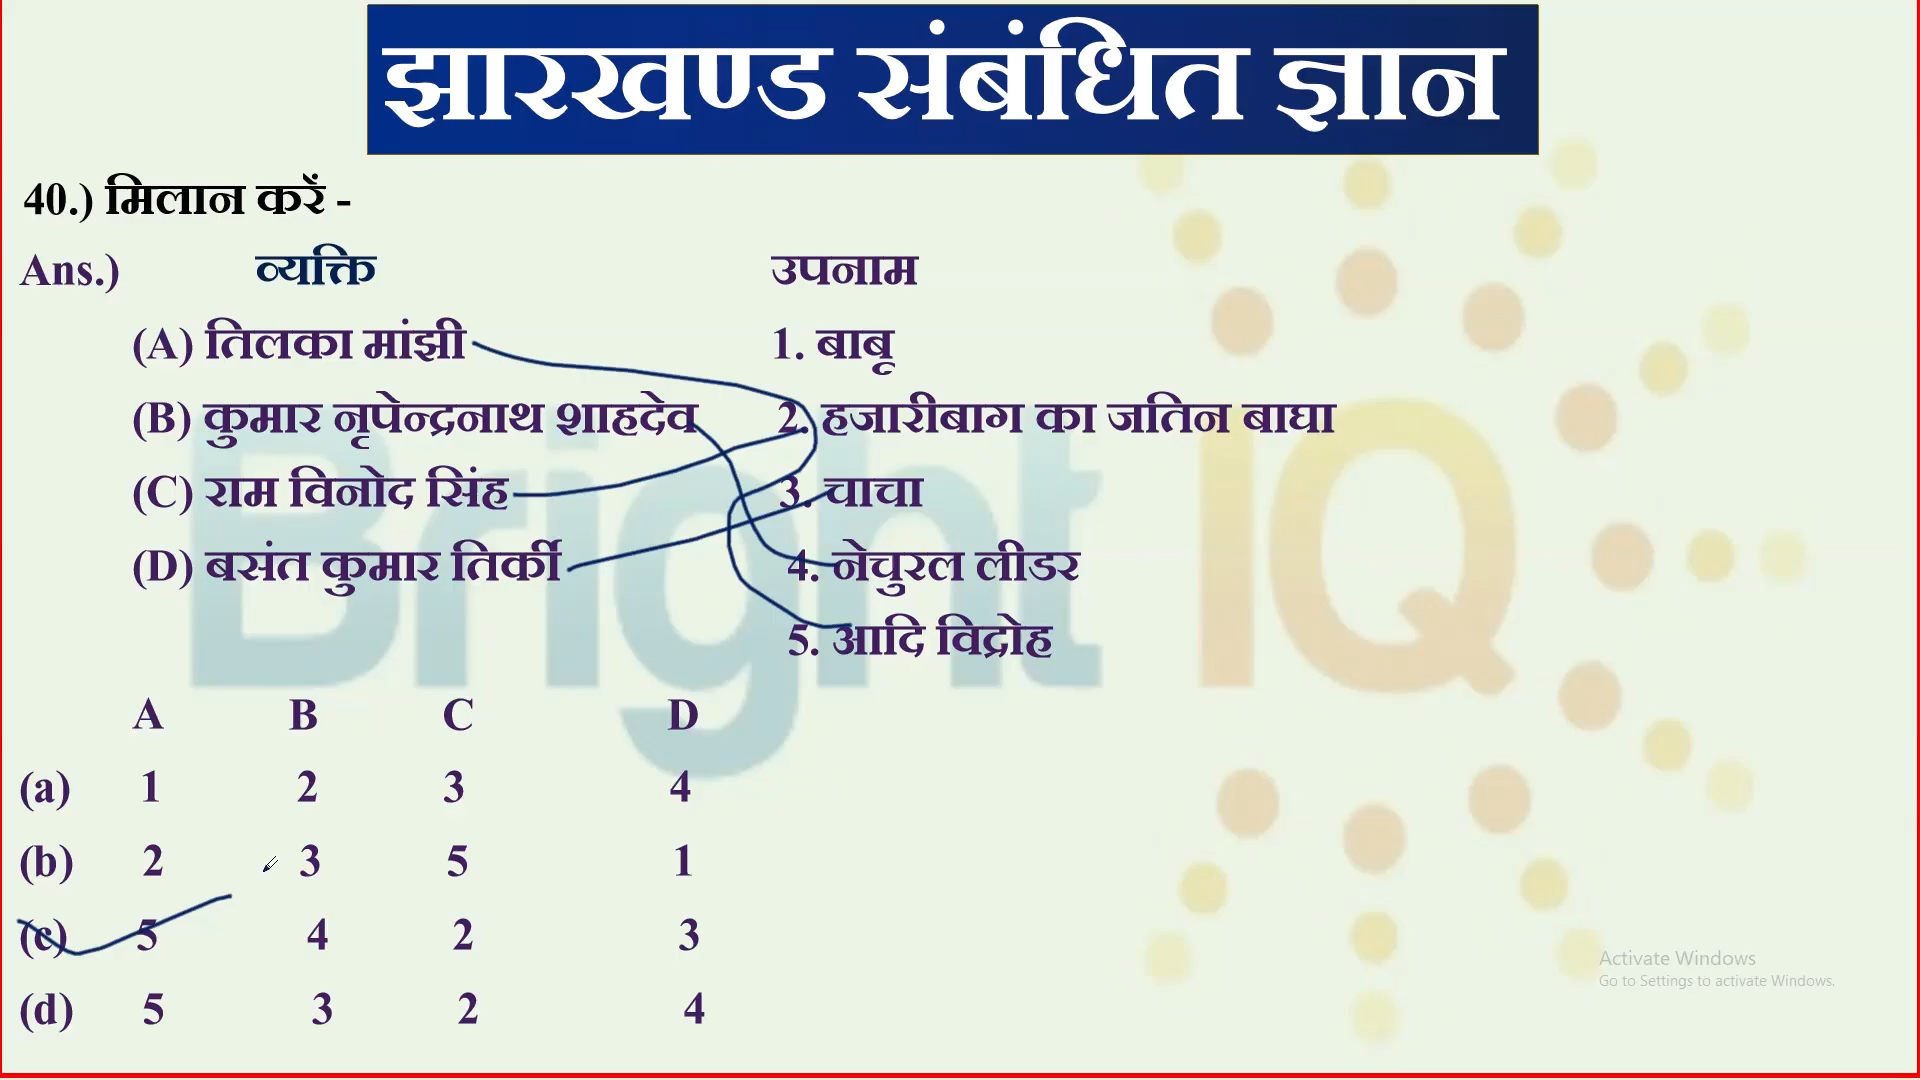 झारखण्ड संबंधित ज्ञान
40.) मिलान करें -
Ans.) व्यक्ति उपनाम
(A) तिलका मांझी 1. बाबू
(B) कुमार नृपेन्द्रनाथ शाहदेव 2. हजारीबाग का जतिन बाघा
(C) राम विनोद सिंह 3. चाचा
(D) बसंत कुमार तिर्की 4. नेचुरल लीडर
5. आदि विद्रोह
A B C D
(a) 1 2 3 4
(b) 2 3 5 1
(c) 5 4 2 3
(d) 5 3 2 4
Bright IQ
Activate Windows
Go to Settings to activate Windows.